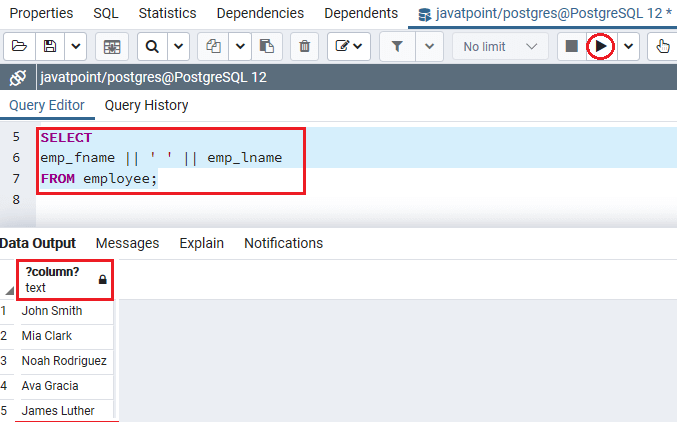 Properties SQL Statistics Dependencies Dependents javatpoint/postgres@PostgreSQL 12 *
No limit
javatpoint/postgres@PostgreSQL 12
Query Editor Query History
5 SELECT
6 emp_fname || ' ' || emp_lname
7 FROM employee;
8
Data Output Messages Explain Notifications
?column?
text
1 John Smith
2 Mia Clark
3 Noah Rodriguez
4 Ava Gracia
5 James Luther